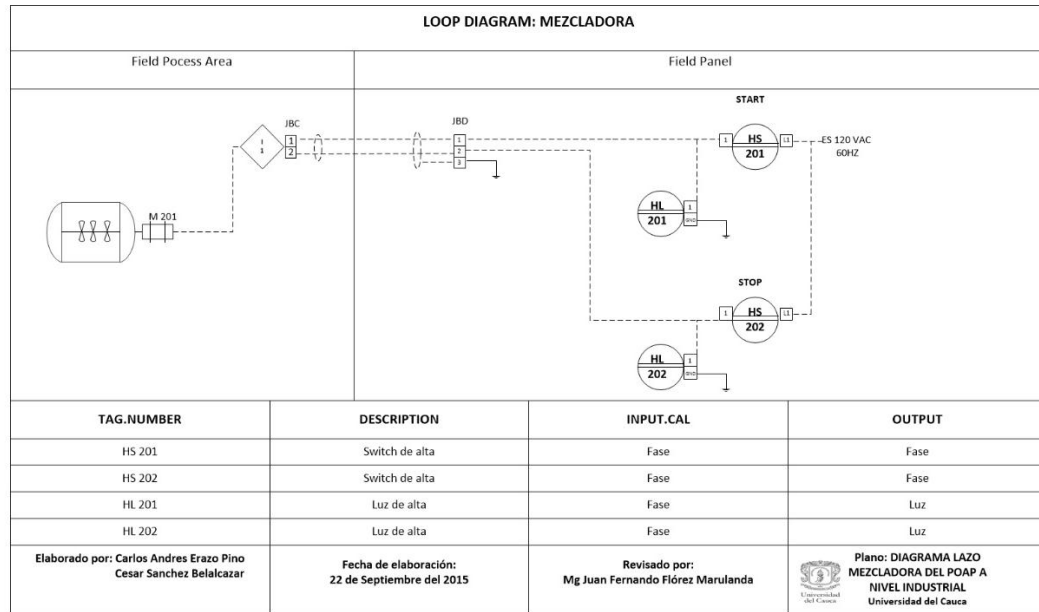 LOOP DIAGRAM: MEZCLADORA
Field Pocess Area
Field Panel
START
JBC
JBD
I
1
1
2
1
2
3
1
HS
201
L1
ES 120 VAC
60HZ
M 201
HL
201
1
GND
STOP
1
HS
202
L1
HL
202
1
GND
TAG.NUMBER DESCRIPTION INPUT.CAL OUTPUT
HS 201 Switch de alta Fase Fase
HS 202 Switch de alta Fase Fase
HL 201 Luz de alta Fase Luz
HL 202 Luz de alta Fase Luz
Elaborado por: Carlos Andres Erazo Pino
Cesar Sanchez Belalcazar
Fecha de elaboración:
22 de Septiembre del 2015
Revisado por:
Mg Juan Fernando Flórez Marulanda
Universidad
del Cauca
Plano: DIAGRAMA LAZO
MEZCLADORA DEL POAP A
NIVEL INDUSTRIAL
Universidad del Cauca